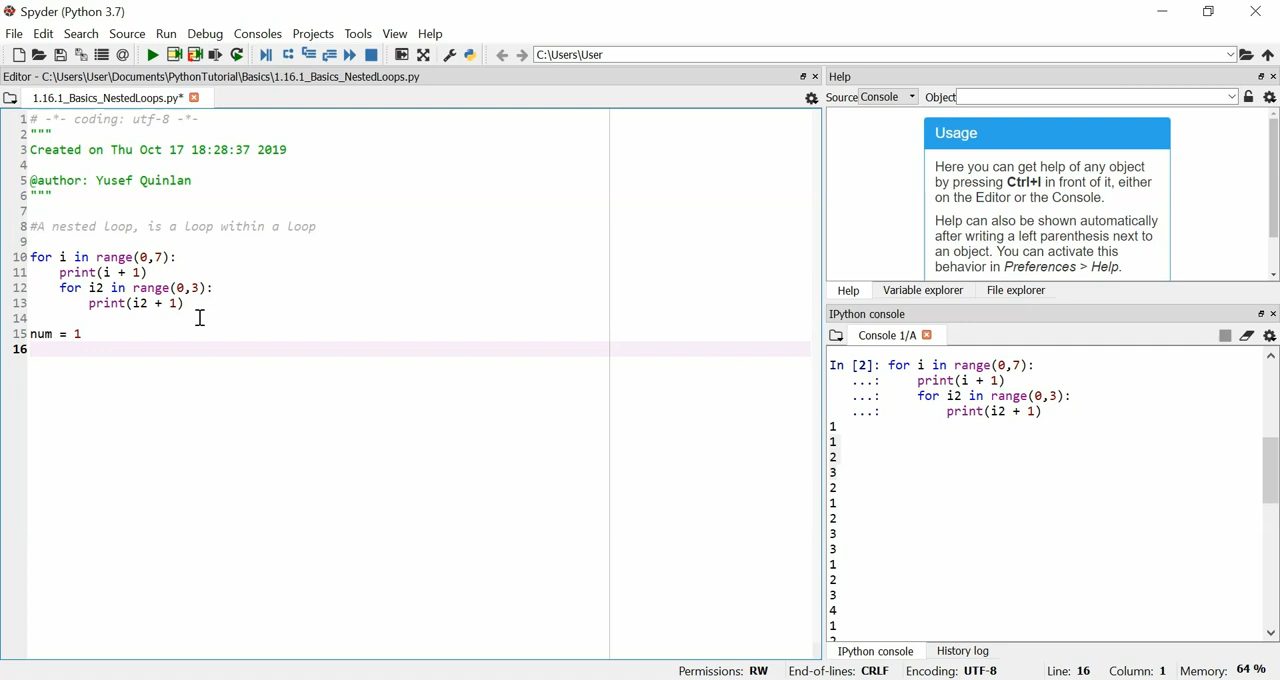 Spyder (Python 3.7)
File Edit Search Source Run Debug Consoles Projects Tools View Help
C:\Users\User
Editor - C:\Users\User\Documents\PythonTutorial\Basics\1.16.1_Basics_NestedLoops.py
Help
1.16.1_Basics_NestedLoops.py*
Source Console Object
1 # -*- coding: utf-8 -*-
2 """
3 Created on Thu Oct 17 18:28:37 2019
4
5 @author: Yusef Quinlan
6 """
7
8 #A nested loop, is a loop within a loop
9
10 for i in range(0,7):
11 print(i + 1)
12 for i2 in range(0,3):
13 print(i2 + 1)
14
15 num = 1
16
Usage
Here you can get help of any object
by pressing Ctrl+I in front of it, either
on the Editor or the Console.
Help can also be shown automatically
after writing a left parenthesis next to
an object. You can activate this
behavior in Preferences > Help.
Help Variable explorer File explorer
IPython console
Console 1/A
In [2]: for i in range(0,7):
...: print(i + 1)
...: for i2 in range(0,3):
...: print(i2 + 1)
1
1
2
3
2
1
2
3
3
1
2
3
4
1
2
IPython console History log
Permissions: RW End-of-lines: CRLF Encoding: UTF-8 Line: 16 Column: 1 Memory: 64 %